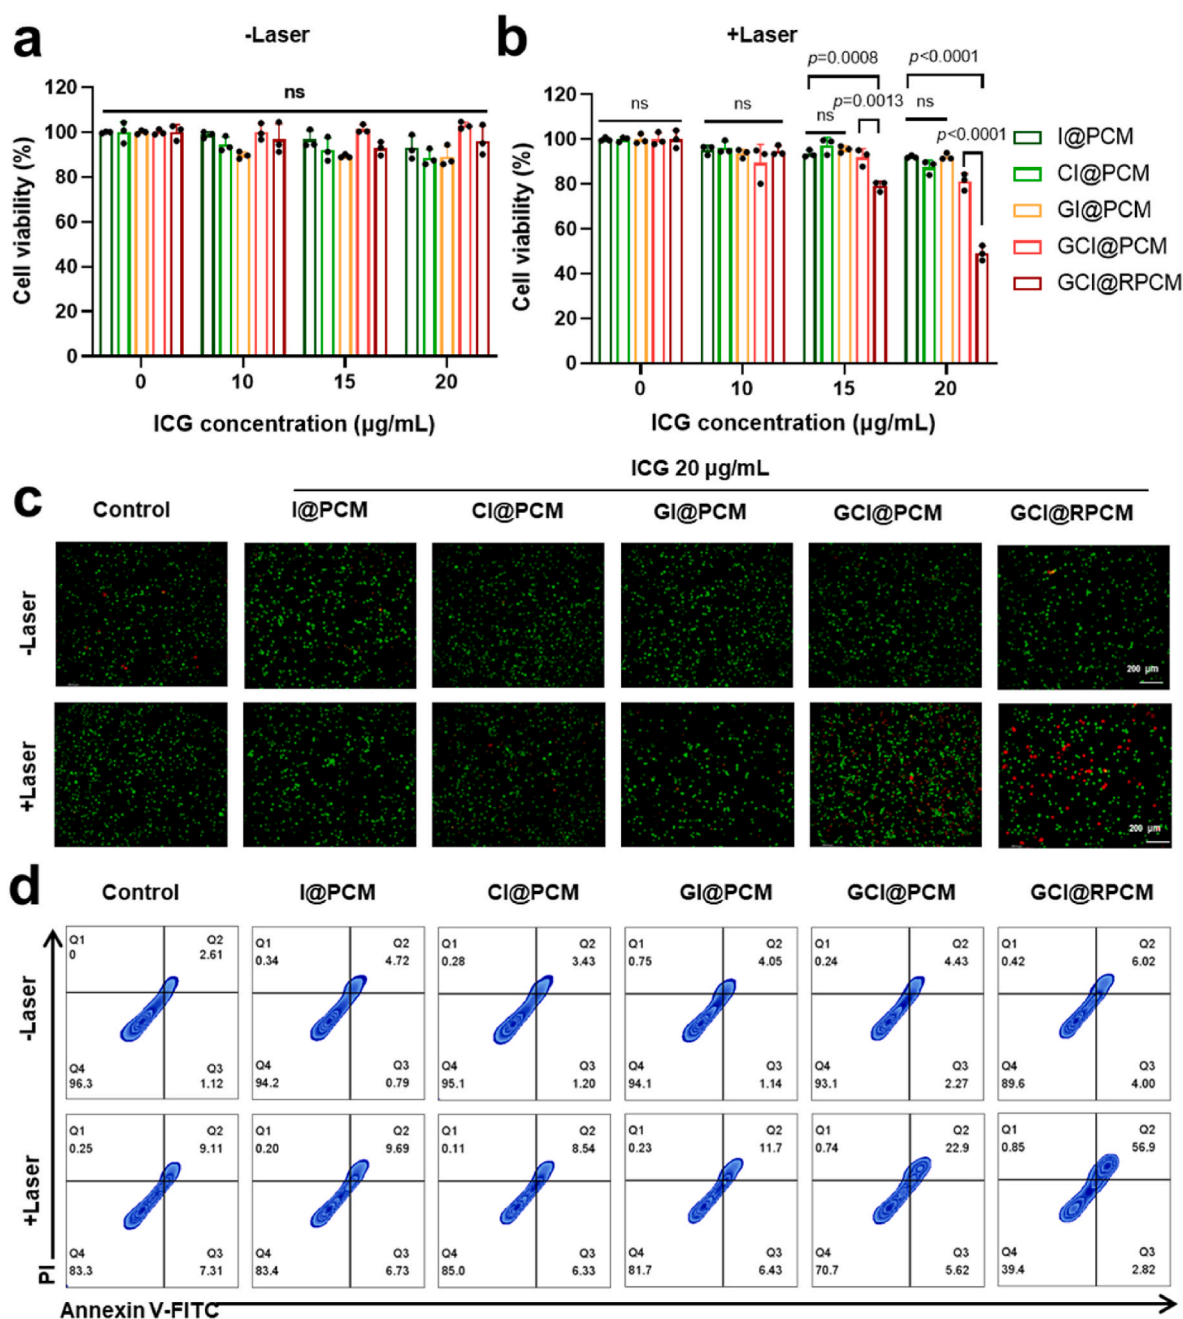 a
-Laser
120
100
80
60
40
20
0
Cell viability (%)
ns
0 10 15 20
ICG concentration (µg/mL)
b
+Laser
120
100
80
60
40
20
0
Cell viability (%)
ns
ns
p=0.0008
p=0.0013
ns
p<0.0001
ns
p<0.0001
0 10 15 20
ICG concentration (µg/mL)
I@PCM
CI@PCM
GI@PCM
GCI@PCM
GCI@RPCM
c
ICG 20 µg/mL
Control I@PCM CI@PCM GI@PCM GCI@PCM GCI@RPCM
-Laser
200 µm
+Laser
200 µm
d
Control I@PCM CI@PCM GI@PCM GCI@PCM GCI@RPCM
-Laser
Q1 Q2 Q1 Q2 Q1 Q2 Q1 Q2 Q1 Q2 Q1 Q2
0 2.61 0.34 4.72 0.28 3.43 0.75 4.05 0.24 4.43 0.42 6.02
Q4 Q3 Q4 Q3 Q4 Q3 Q4 Q3 Q4 Q3 Q4 Q3
96.3 1.12 94.2 0.79 95.1 1.20 94.1 1.14 93.1 2.27 89.6 4.00
+Laser
Q1 Q2 Q1 Q2 Q1 Q2 Q1 Q2 Q1 Q2 Q1 Q2
0.25 9.11 0.20 9.69 0.11 8.54 0.23 11.7 0.74 22.9 0.85 56.9
Q4 Q3 Q4 Q3 Q4 Q3 Q4 Q3 Q4 Q3 Q4 Q3
83.3 7.31 83.4 6.73 85.0 6.33 81.7 6.43 70.7 5.62 39.4 2.82
PI
Annexin V-FITC